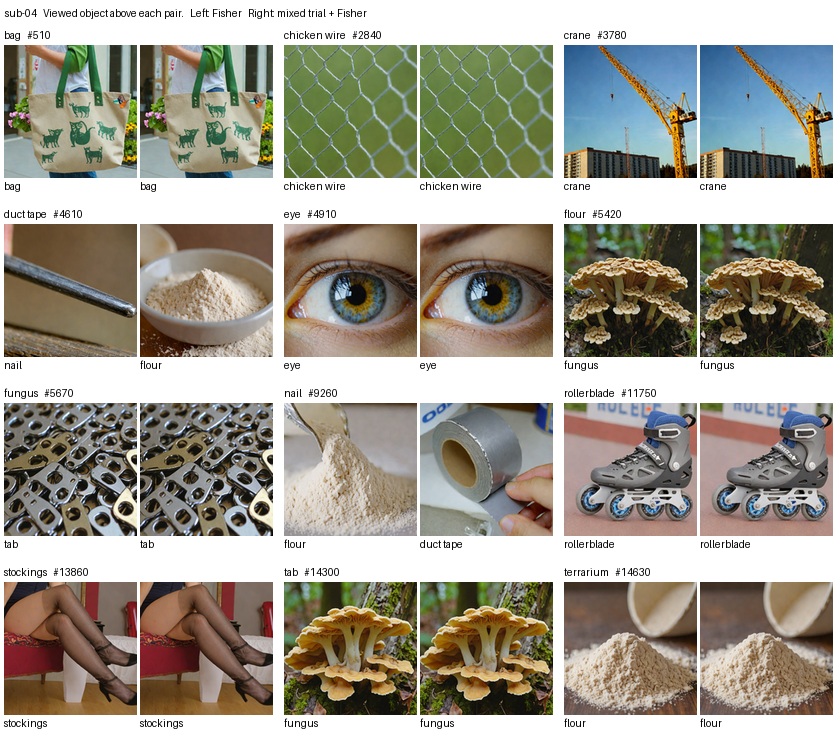 sub-04 Viewed object above each pair. Left: Fisher Right: mixed trial + Fisher
bag #510
chicken wire #2840
crane #3780
bag
bag
chicken wire
chicken wire
crane
crane
duct tape #4610
eye #4910
flour #5420
nail
flour
eye
eye
fungus
fungus
fungus #5670
nail #9260
rollerblade #11750
tab
tab
flour
duct tape
rollerblade
rollerblade
stockings #13860
tab #14300
terrarium #14630
stockings
stockings
fungus
fungus
flour
flour